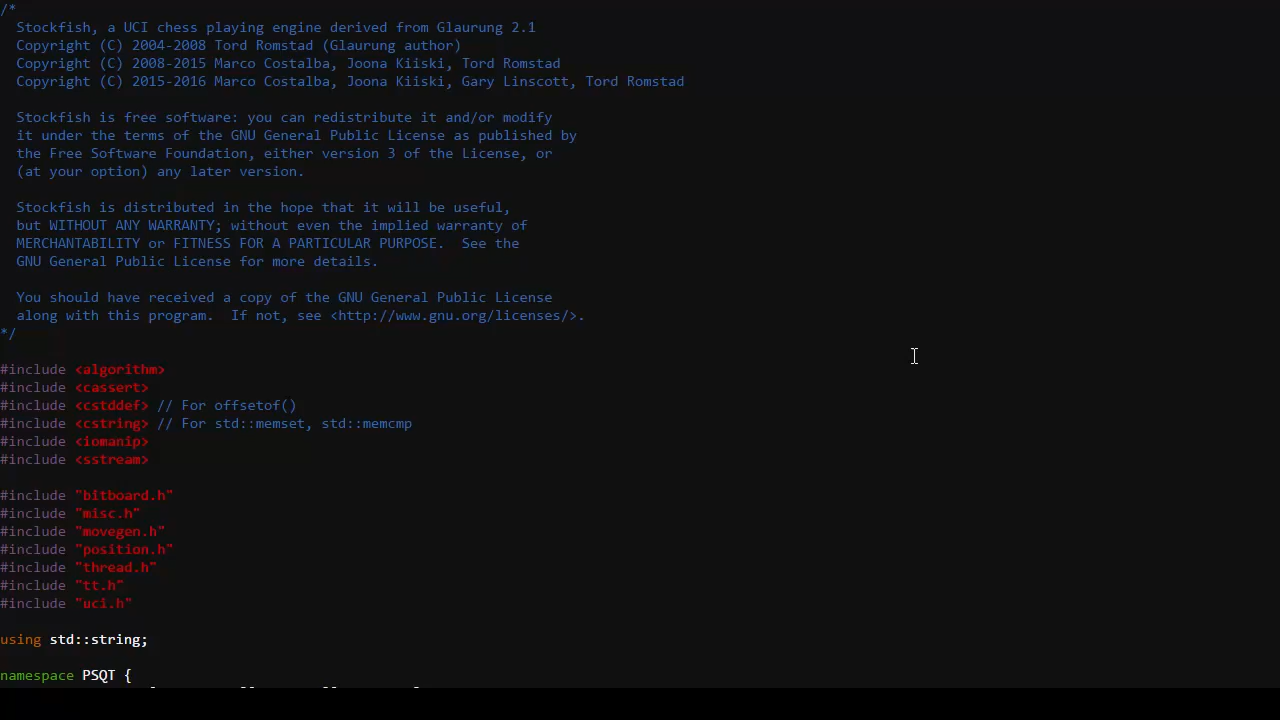 /*
  Stockfish, a UCI chess playing engine derived from Glaurung 2.1
  Copyright (C) 2004-2008 Tord Romstad (Glaurung author)
  Copyright (C) 2008-2015 Marco Costalba, Joona Kiiski, Tord Romstad
  Copyright (C) 2015-2016 Marco Costalba, Joona Kiiski, Gary Linscott, Tord Romstad

  Stockfish is free software: you can redistribute it and/or modify
  it under the terms of the GNU General Public License as published by
  the Free Software Foundation, either version 3 of the License, or
  (at your option) any later version.

  Stockfish is distributed in the hope that it will be useful,
  but WITHOUT ANY WARRANTY; without even the implied warranty of
  MERCHANTABILITY or FITNESS FOR A PARTICULAR PURPOSE.  See the
  GNU General Public License for more details.

  You should have received a copy of the GNU General Public License
  along with this program.  If not, see <http://www.gnu.org/licenses/>.
*/

#include <algorithm>
#include <cassert>
#include <cstddef> // For offsetof()
#include <cstring> // For std::memset, std::memcmp
#include <iomanip>
#include <sstream>

#include "bitboard.h"
#include "misc.h"
#include "movegen.h"
#include "position.h"
#include "thread.h"
#include "tt.h"
#include "uci.h"

using std::string;

namespace PSQT {